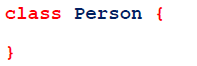 class Person {
}